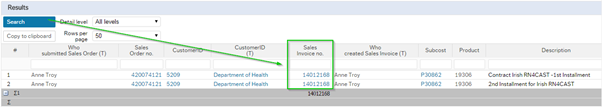 Results
Search Detail level All levels
Copy to clipboard Rows per page 50
# Who submitted Sales Order (T) Sales Order no. CustomerID CustomerID (T) Sales Invoice no. Who created Sales Invoice (T) Subcost Product Description
1 Anne Troy 420074121 5209 Department of Health 14012168 Anne Troy P30862 19306 Contract Irish RN4CAST -1st Instalment
2 Anne Troy 420074121 5209 Department of Health 14012168 Anne Troy P30862 19306 2nd Instalment for Irish RN4CAST
Σ1 14012168
Σ